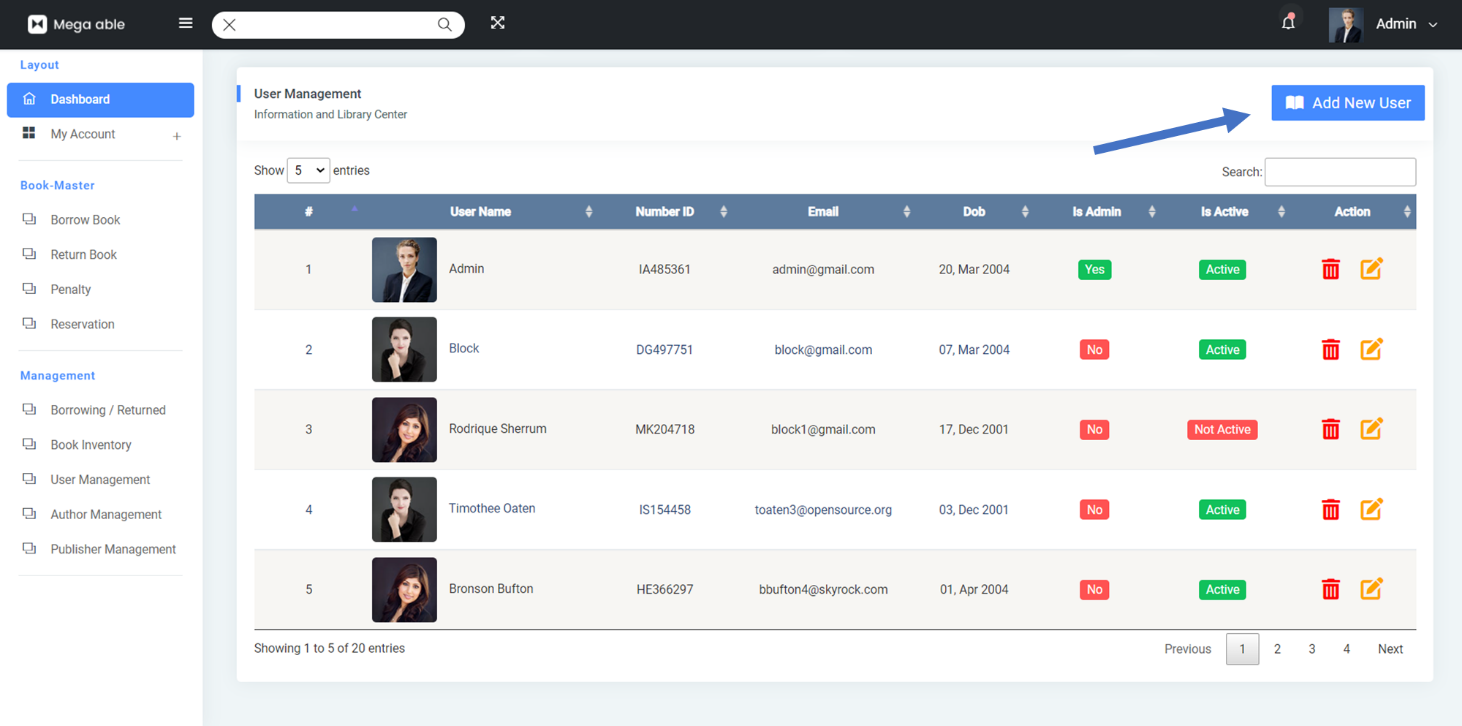 Mega able
Admin
Layout
Dashboard
My Account +
Book-Master
Borrow Book
Return Book
Penalty
Reservation
Management
Borrowing / Returned
Book Inventory
User Management
Author Management
Publisher Management
User Management
Information and Library Center
Add New User
Show 5 entries
Search:
# User Name Number ID Email Dob Is Admin Is Active Action
1 Admin IA485361 admin@gmail.com 20, Mar 2004 Yes Active
2 Block DG497751 block@gmail.com 07, Mar 2004 No Active
3 Rodrique Sherrum MK204718 block1@gmail.com 17, Dec 2001 No Not Active
4 Timothee Oaten IS154458 toaten3@opensource.org 03, Dec 2001 No Active
5 Bronson Bufton HE366297 bbufton4@skyrock.com 01, Apr 2004 No Active
Showing 1 to 5 of 20 entries
Previous 1 2 3 4 Next